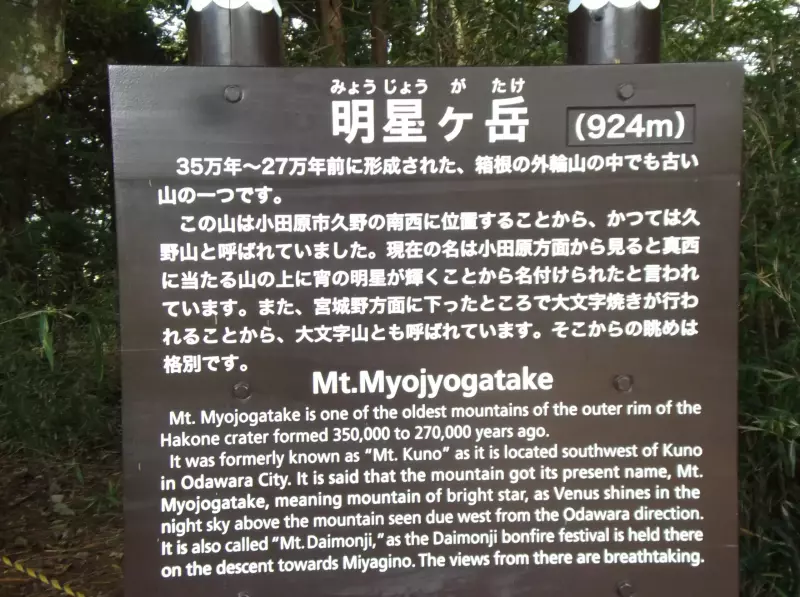 みょうじょう が たけ
明星ヶ岳 (924m)
35万年～27万年前に形成された、箱根の外輪山の中でも古い
山の一つです。
この山は小田原市久野の南西に位置することから、かつては久
野山と呼ばれていました。現在の名は小田原方面から見ると真西
に当たる山の上に宵の明星が輝くことから名付けられたと言われ
ています。また、宮城野方面に下ったところで大文字焼きが行わ
れることから、大文字山とも呼ばれています。そこからの眺めは
格別です。
Mt.Myojyogatake
Mt. Myojogatake is one of the oldest mountains of the outer rim of the
Hakone crater formed 350,000 to 270,000 years ago.
It was formerly known as "Mt. Kuno" as it is located southwest of Kuno
in Odawara City. It is said that the mountain got its present name, Mt.
Myojogatake, meaning mountain of bright star, as Venus shines in the
night sky above the mountain seen due west from the Odawara direction.
It is also called "Mt. Daimonji," as the Daimonji bonfire festival is held there
on the descent towards Miyagino. The views from there are breathtaking.